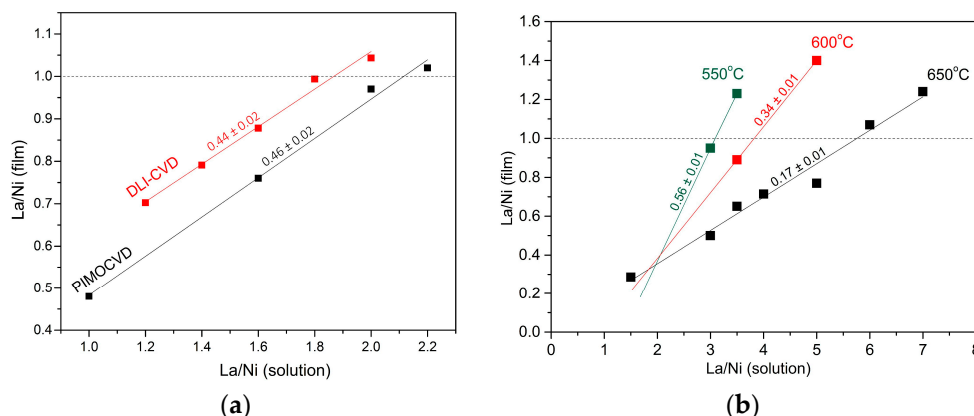 1.1
1.0
0.9
0.8
0.7
0.6
0.5
0.4
La/Ni (film)
DLI-CVD
0.44 ± 0.02
PIMOCVD
0.46 ± 0.02
1.0 1.2 1.4 1.6 1.8 2.0 2.2
La/Ni (solution)
(a)
1.6
1.4
1.2
1.0
0.8
0.6
0.4
0.2
0.0
La/Ni (film)
550°C
600°C
650°C
0.56 ± 0.01
0.34 ± 0.01
0.17 ± 0.01
0 1 2 3 4 5 6 7 8
La/Ni (solution)
(b)